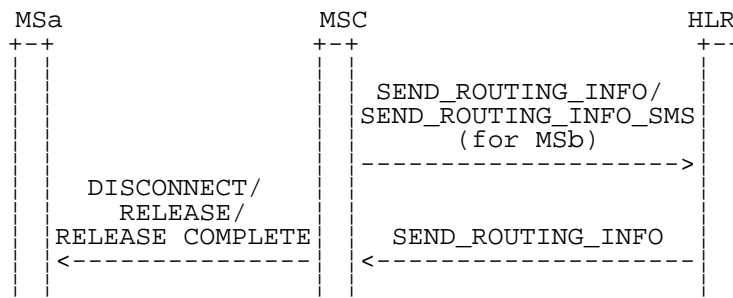 MSa MSC HLR
SEND_ROUTING_INFO/
SEND_ROUTING_INFO_SMS
(for MSb)
DISCONNECT/
RELEASE/
RELEASE COMPLETE SEND_ROUTING_INFO